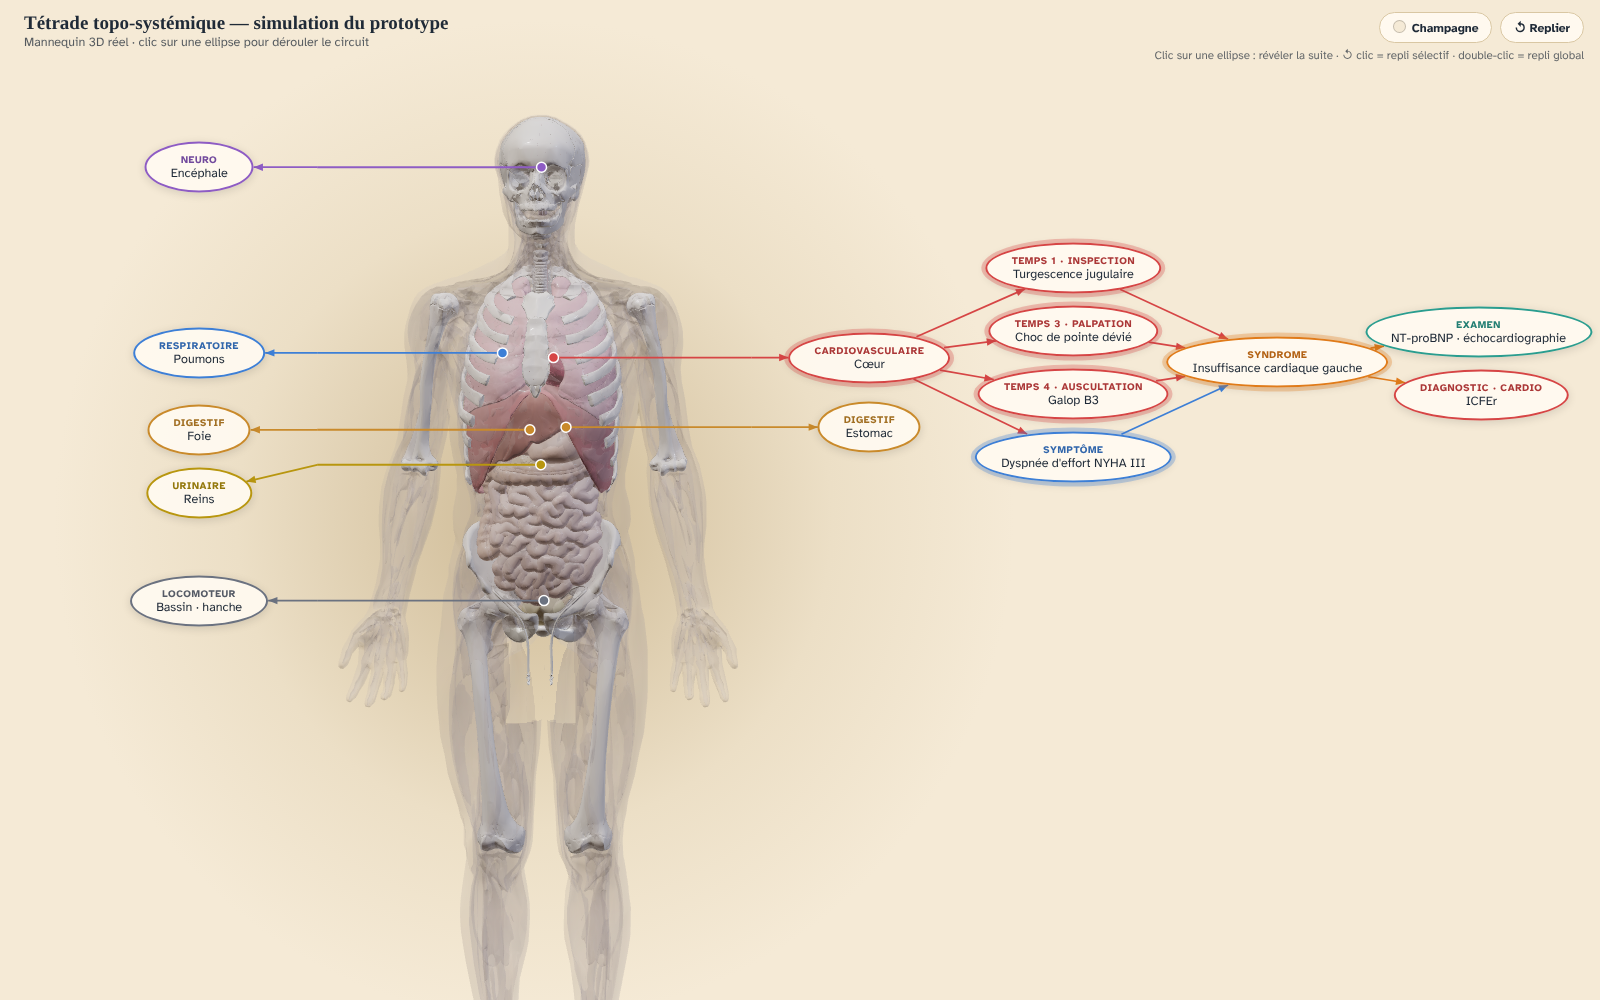 Tétrade topo-systémique — simulation du prototype
Mannequin 3D réel · clic sur une ellipse pour dérouler le circuit
Champagne
↺ Replier
Clic sur une ellipse : révéler la suite · ↺ clic = repli sélectif · double-clic = repli global
NEURO
Encéphale
RESPIRATOIRE
Poumons
DIGESTIF
Foie
URINAIRE
Reins
LOCOMOTEUR
Bassin · hanche
CARDIOVASCULAIRE
Cœur
DIGESTIF
Estomac
TEMPS 1 · INSPECTION
Turgescence jugulaire
TEMPS 3 · PALPATION
Choc de pointe dévié
TEMPS 4 · AUSCULTATION
Galop B3
SYMPTÔME
Dyspnée d'effort NYHA III
SYNDROME
Insuffisance cardiaque gauche
EXAMEN
NT-proBNP · échocardiographie
DIAGNOSTIC · CARDIO
ICFEr